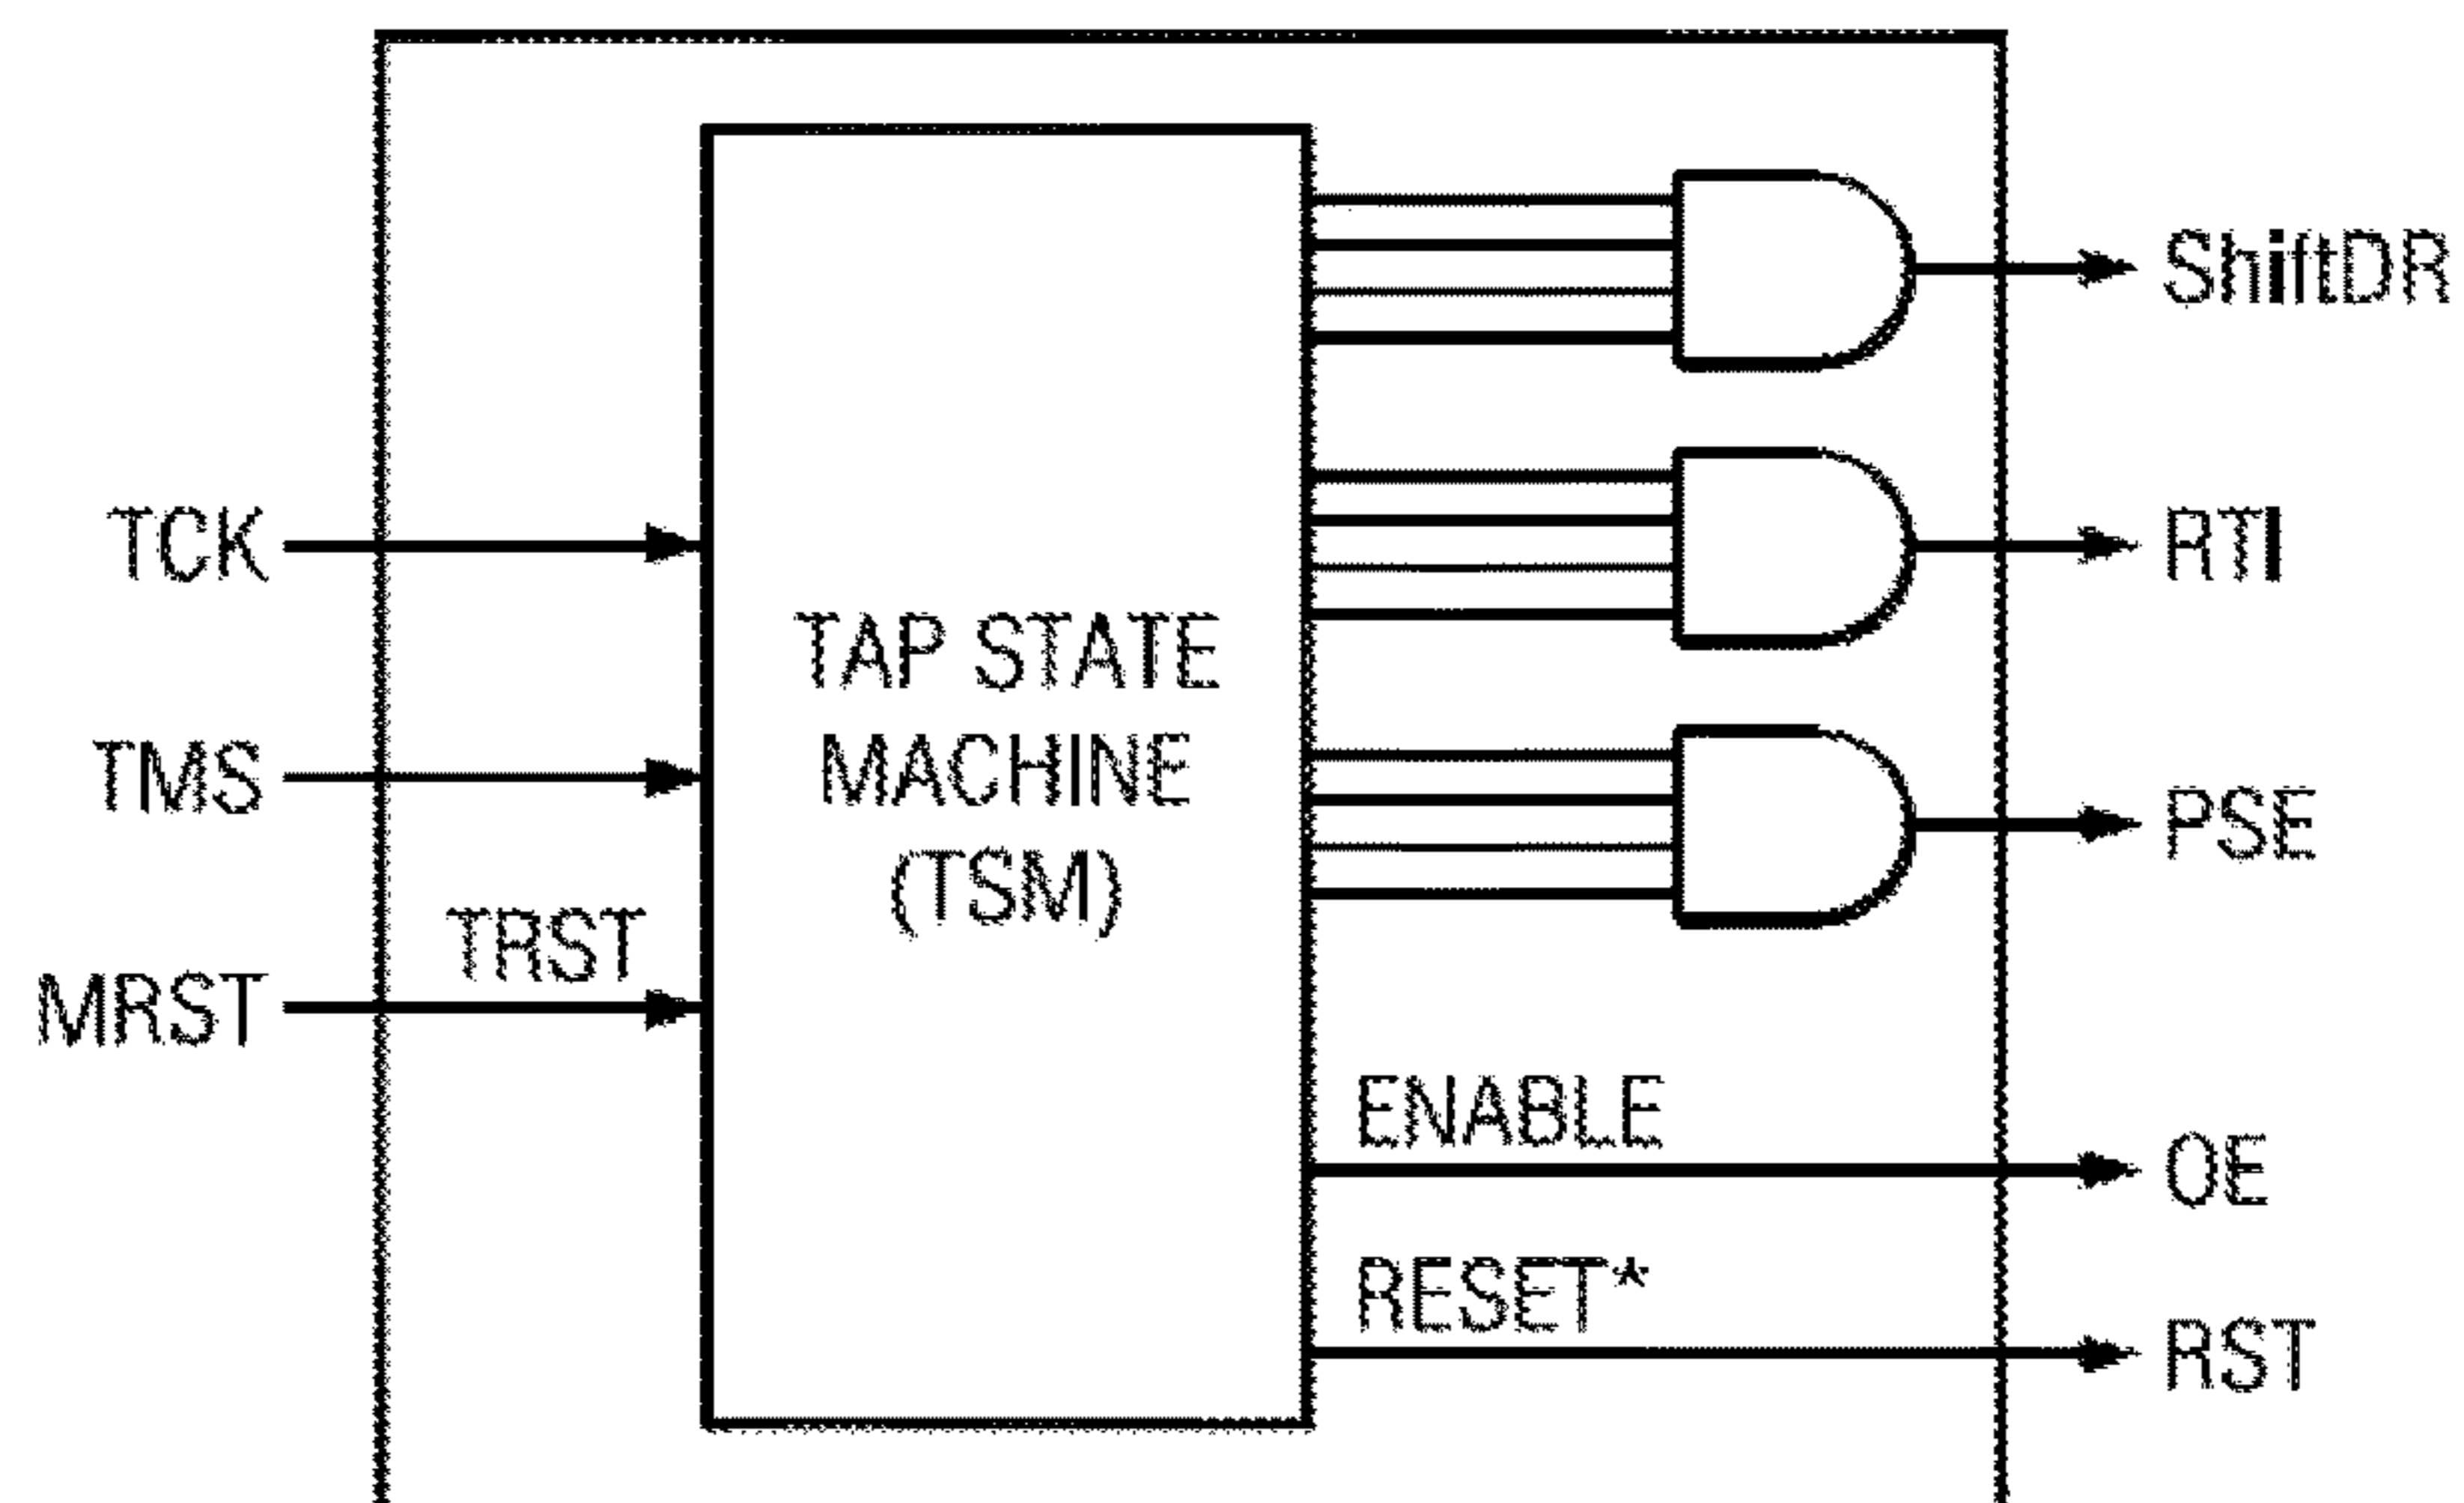 ShiftDR
TCK
RTI
TAP STATE
MACHINE
(TSM)
TMS
PSE
TRST
MRST
ENABLE
OE
RESET*
RST